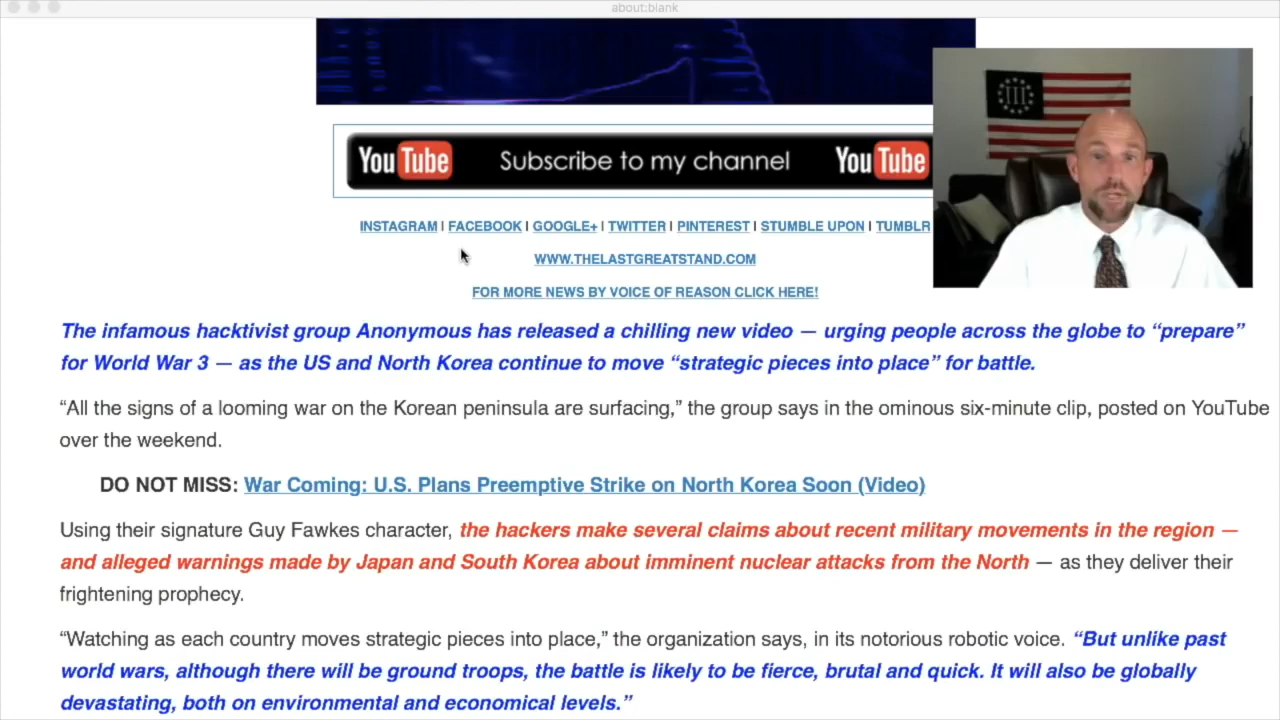 about:blank
YouTube Subscribe to my channel YouTube
III
INSTAGRAM | FACEBOOK | GOOGLE+ | TWITTER | PINTEREST | STUMBLE UPON | TUMBLR
WWW.THELASTGREATSTAND.COM
FOR MORE NEWS BY VOICE OF REASON CLICK HERE!
The infamous hacktivist group Anonymous has released a chilling new video — urging people across the globe to “prepare”
for World War 3 — as the US and North Korea continue to move “strategic pieces into place” for battle.
“All the signs of a looming war on the Korean peninsula are surfacing,” the group says in the ominous six-minute clip, posted on YouTube
over the weekend.
DO NOT MISS: War Coming: U.S. Plans Preemptive Strike on North Korea Soon (Video)
Using their signature Guy Fawkes character, the hackers make several claims about recent military movements in the region —
and alleged warnings made by Japan and South Korea about imminent nuclear attacks from the North — as they deliver their
frightening prophecy.
“Watching as each country moves strategic pieces into place,” the organization says, in its notorious robotic voice. “But unlike past
world wars, although there will be ground troops, the battle is likely to be fierce, brutal and quick. It will also be globally
devastating, both on environmental and economical levels.”